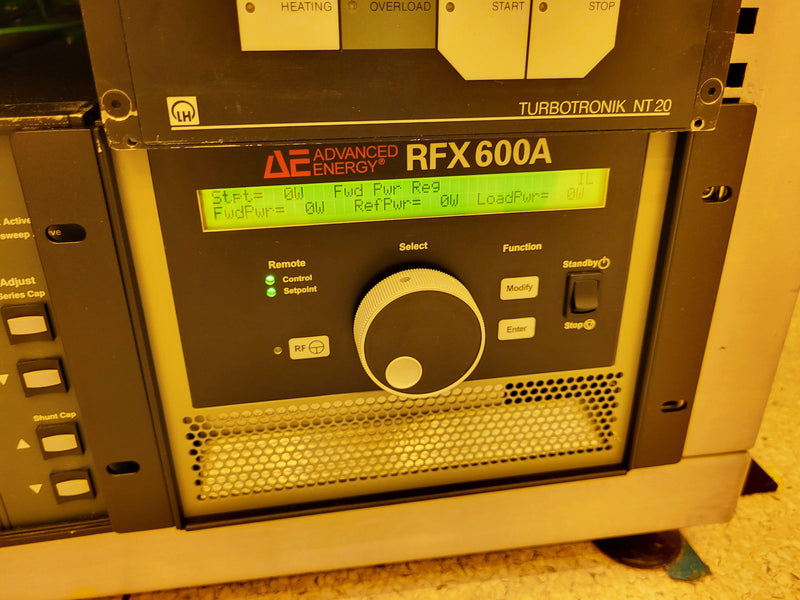 HEATING
OVERLOAD
START
STOP
LH
TURBOTRONIK NT 20
AE ADVANCED ENERGY® RFX 600A
IL
Stpt= 0W Fwd Pwr Reg
FwdPwr= 0W RefPwr= 0W LoadPwr= 0W
Active
sweep
ve
Adjust
Series Cap
Shunt Cap
Remote
Control
Setpoint
RF
Select
Function
Modify
Enter
Standby
Stop